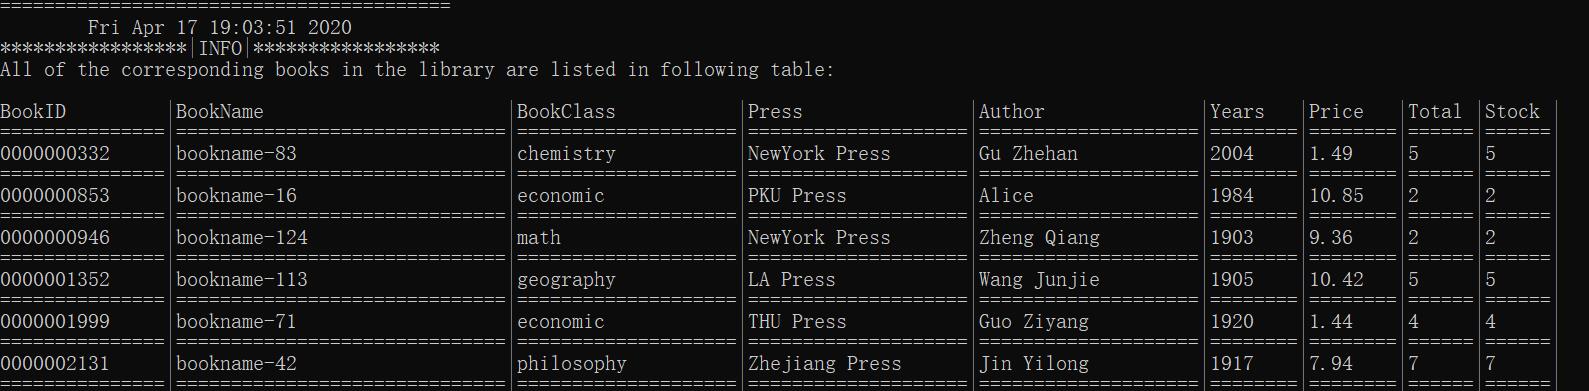 =========================================
Fri Apr 17 19:03:51 2020
*****************|INFO|*****************
All of the corresponding books in the library are listed in following table:
BookID |BookName |BookClass |Press |Author |Years |Price |Total |Stock |
===============|==============================|====================|====================|====================|========|========|======|======|
0000000332 |bookname-83 |chemistry |NewYork Press |Gu Zhehan |2004 |1.49 |5 |5 |
===============|==============================|====================|====================|====================|========|========|======|======|
0000000853 |bookname-16 |economic |PKU Press |Alice |1984 |10.85 |2 |2 |
===============|==============================|====================|====================|====================|========|========|======|======|
0000000946 |bookname-124 |math |NewYork Press |Zheng Qiang |1903 |9.36 |2 |2 |
===============|==============================|====================|====================|====================|========|========|======|======|
0000001352 |bookname-113 |geography |LA Press |Wang Junjie |1905 |10.42 |5 |5 |
===============|==============================|====================|====================|====================|========|========|======|======|
0000001999 |bookname-71 |economic |THU Press |Guo Ziyang |1920 |1.44 |4 |4 |
===============|==============================|====================|====================|====================|========|========|======|======|
0000002131 |bookname-42 |philosophy |Zhejiang Press |Jin Yilong |1917 |7.94 |7 |7 |
===============|==============================|====================|====================|====================|========|========|======|======|